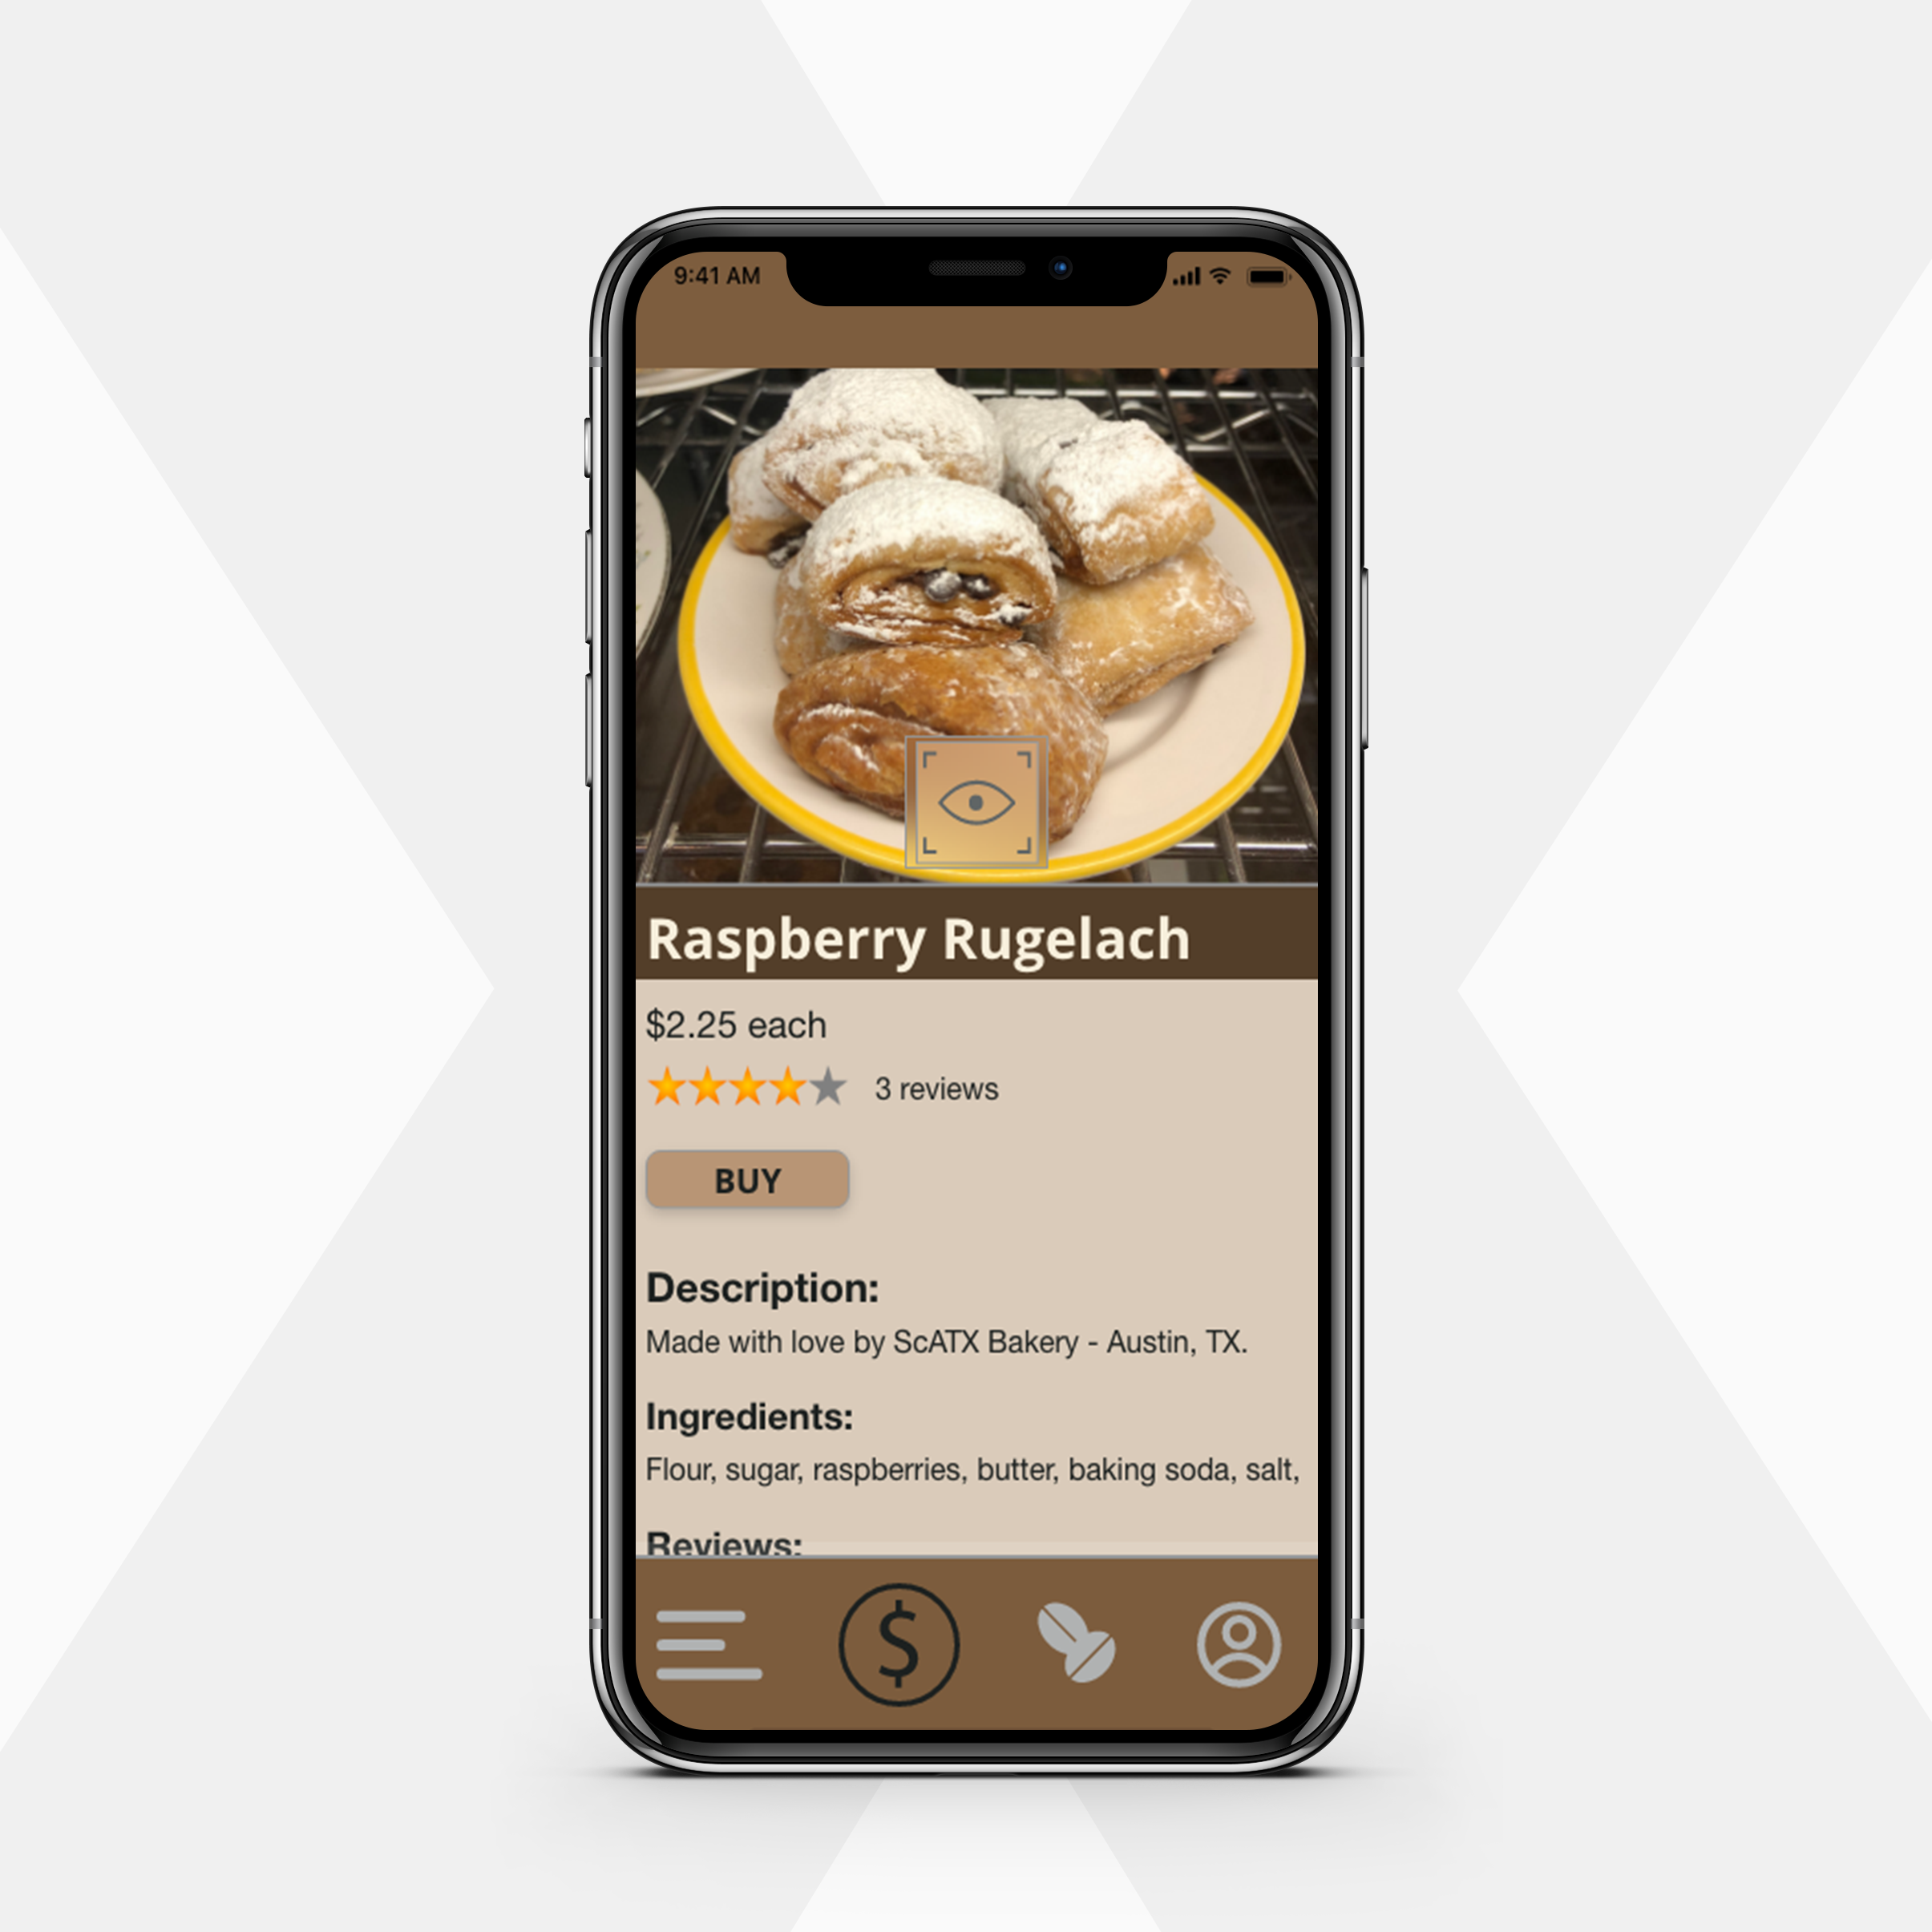 9:41 AM
Raspberry Rugelach
$2.25 each
3 reviews
BUY
Description:
Made with love by ScATX Bakery - Austin, TX.
Ingredients:
Flour, sugar, raspberries, butter, baking soda, salt,
Reviews:
$